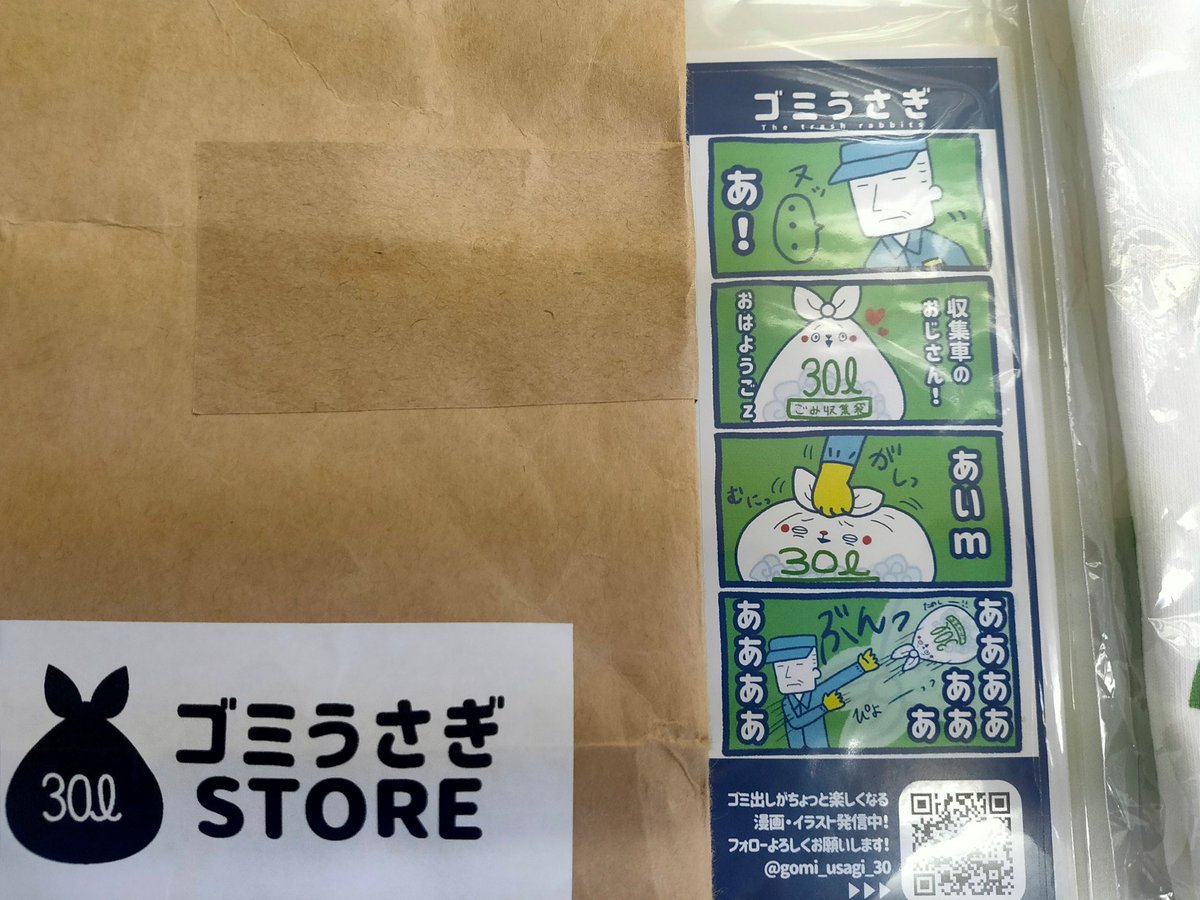 ゴミうさぎ
The trash rabbits
あ!
ヌッ
収集車の
おじさん!
おはようごz
30ℓ
ごみ収集袋
あいm
がしっ
むにっ
30ℓ
ああああ
ああ
あ
ぶんっ
30ℓ
ああああ
ぴょ
ゴミ出しがちょっと楽しくなる
漫画・イラスト発信中!
フォローよろしくお願いします!
@gomi_usagi_30
30ℓ
ゴミうさぎ
STORE